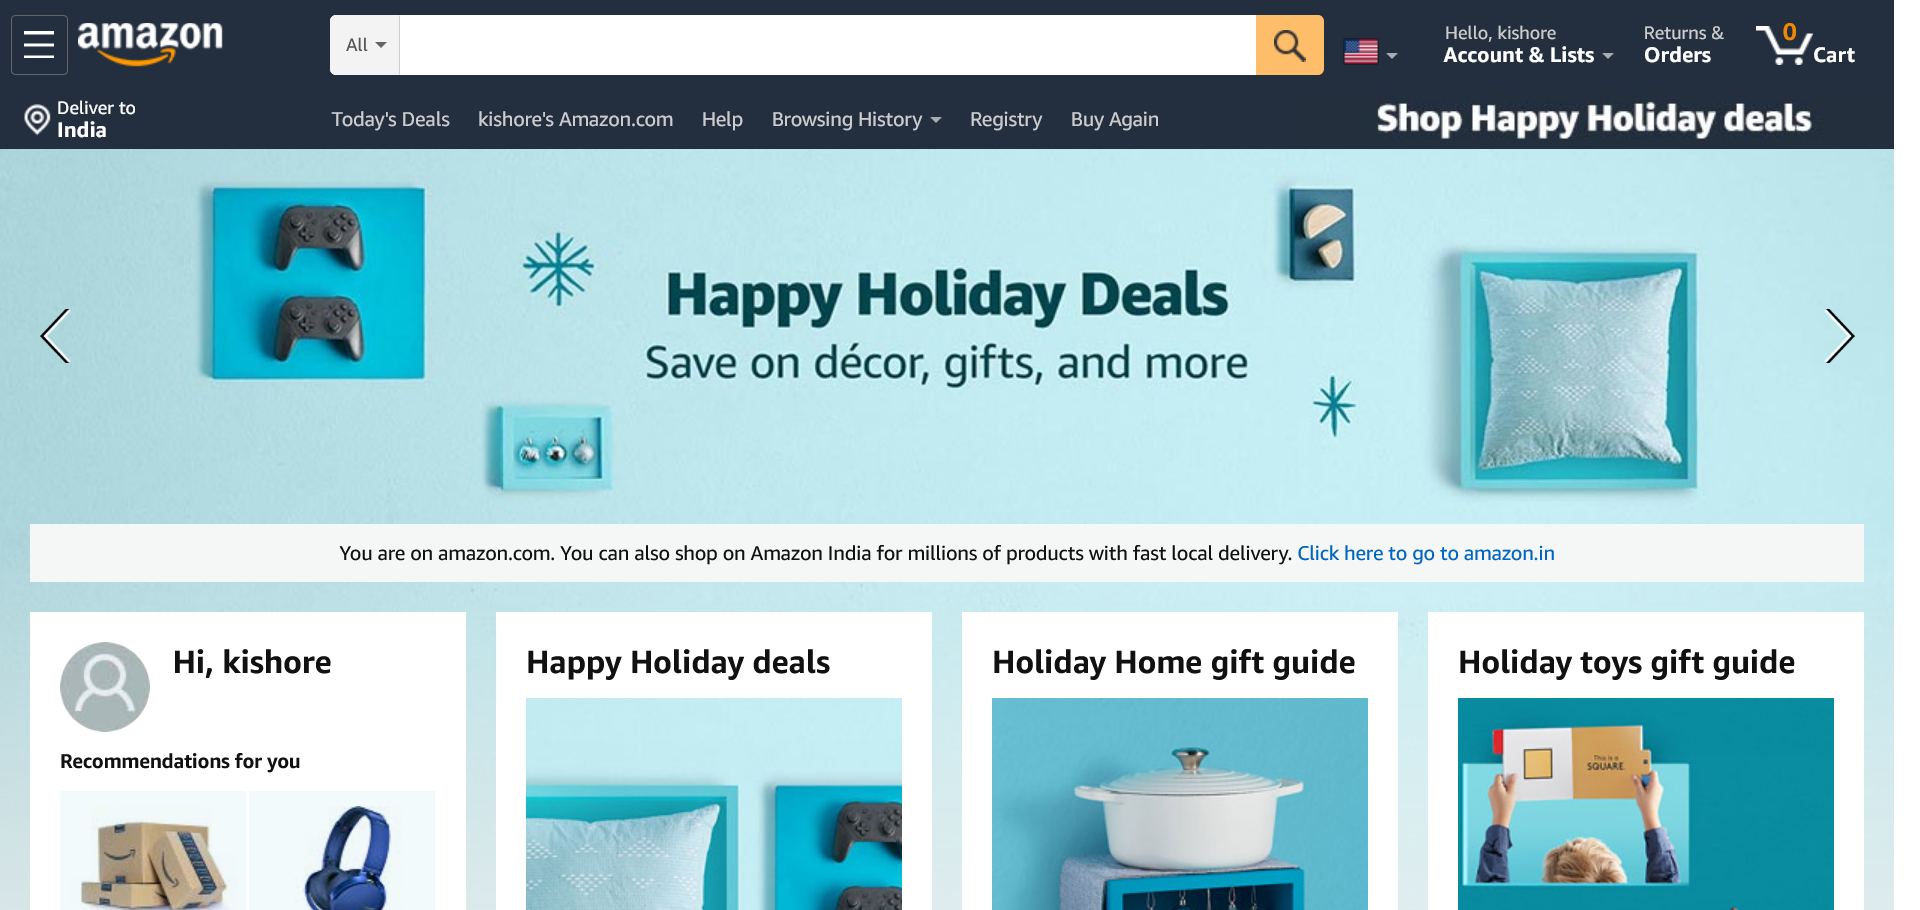 amazon
All
Hello, kishore
Account & Lists
Returns &
Orders
0
Cart
Deliver to
India
Today's Deals
kishore's Amazon.com
Help
Browsing History
Registry
Buy Again
Shop Happy Holiday deals
Happy Holiday Deals
Save on décor, gifts, and more
You are on amazon.com. You can also shop on Amazon India for millions of products with fast local delivery. Click here to go to amazon.in
Hi, kishore
Recommendations for you
Happy Holiday deals
Holiday Home gift guide
Holiday toys gift guide
This is a
SQUARE.